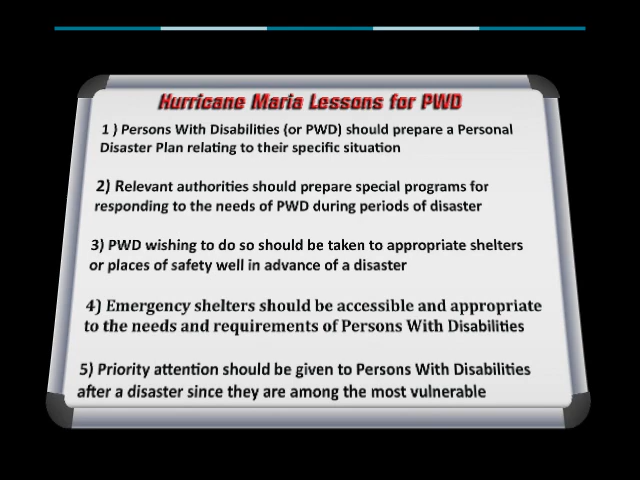 Hurricane Maria Lessons for PWD
1 ) Persons With Disabilities (or PWD) should prepare a Personal
Disaster Plan relating to their specific situation
2) Relevant authorities should prepare special programs for
responding to the needs of PWD during periods of disaster
3) PWD wishing to do so should be taken to appropriate shelters
or places of safety well in advance of a disaster
4) Emergency shelters should be accessible and appropriate
to the needs and requirements of Persons With Disabilities
5) Priority attention should be given to Persons With Disabilities
after a disaster since they are among the most vulnerable